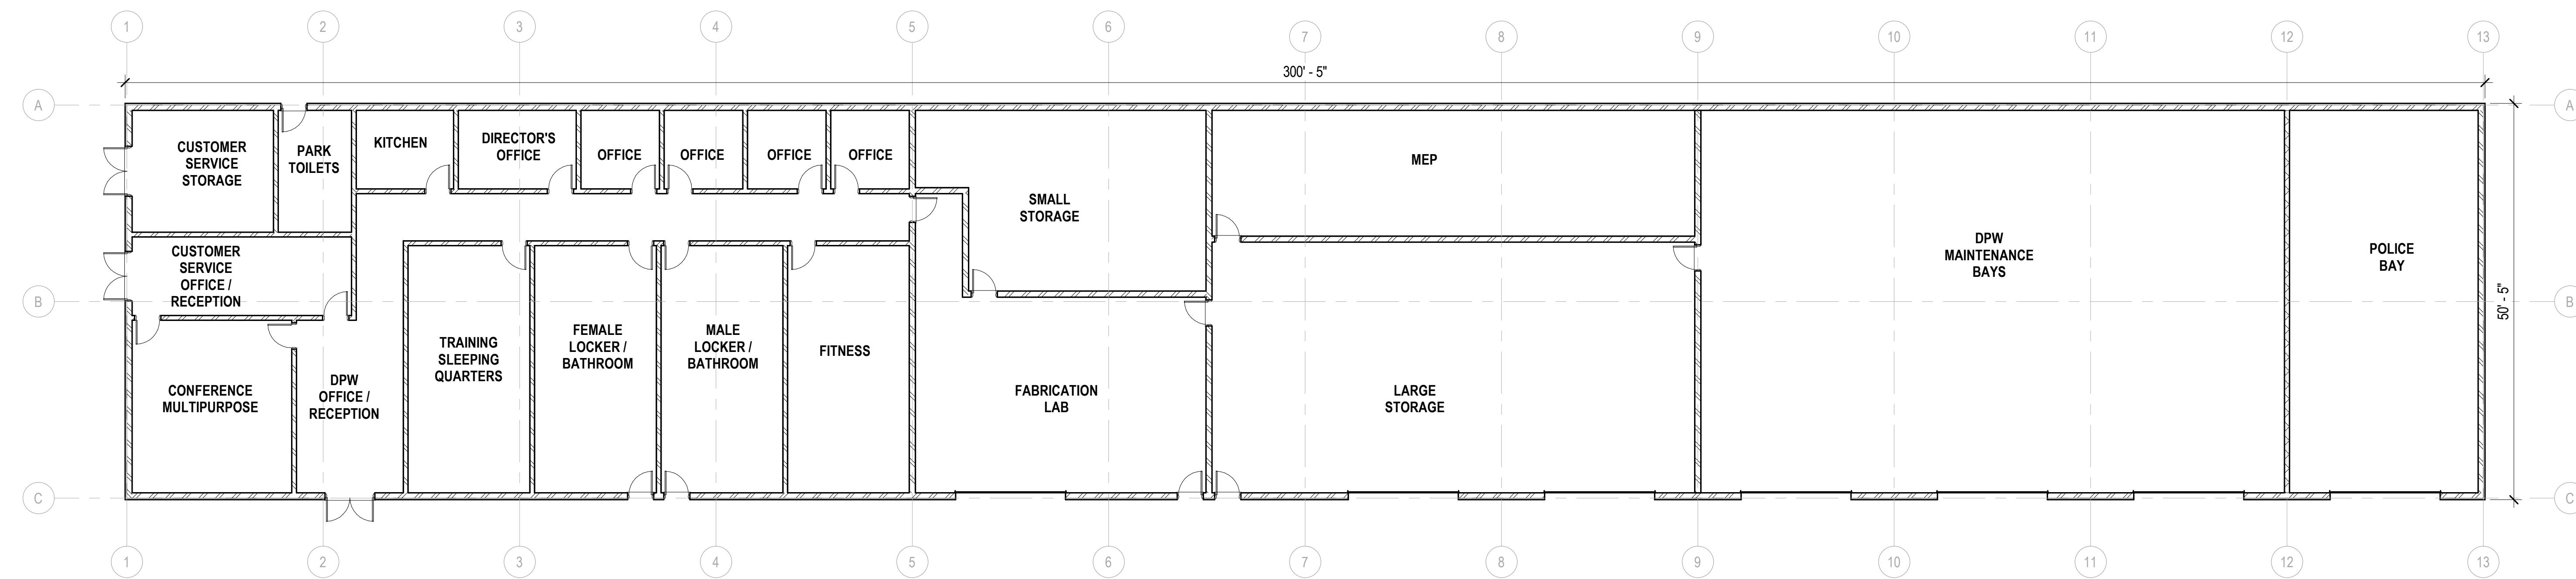 1
2
3
4
5
6
7
8
9
10
11
12
13
300' - 5"
A
A
CUSTOMER
SERVICE
STORAGE
PARK
TOILETS
KITCHEN
DIRECTOR'S
OFFICE
OFFICE
OFFICE
OFFICE
OFFICE
SMALL
STORAGE
MEP
DPW
MAINTENANCE
BAYS
POLICE
BAY
CUSTOMER
SERVICE
OFFICE /
RECEPTION
B
B
50' - 5"
CONFERENCE
MULTIPURPOSE
DPW
OFFICE /
RECEPTION
TRAINING
SLEEPING
QUARTERS
FEMALE
LOCKER /
BATHROOM
MALE
LOCKER /
BATHROOM
FITNESS
FABRICATION
LAB
LARGE
STORAGE
C
C
1
2
3
4
5
6
7
8
9
10
11
12
13